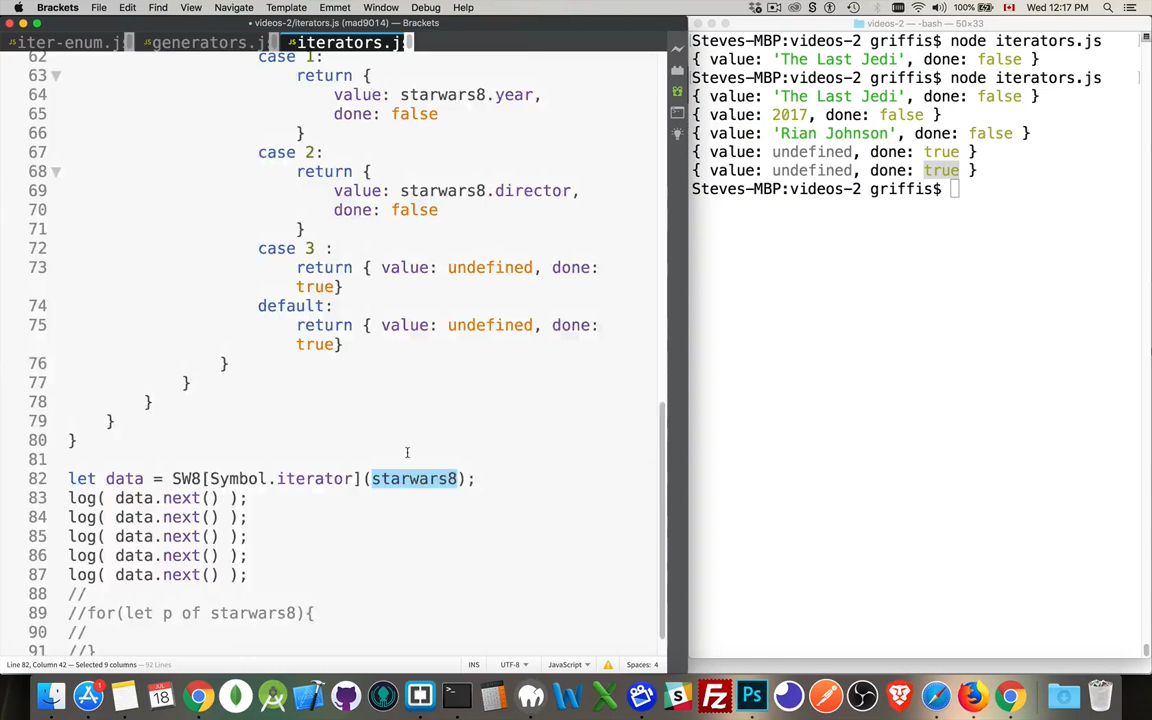 Brackets File Edit Find View Navigate Template Emmet Window Debug Help 100% Wed 12:17 PM
• videos-2/iterators.js (mad9014) — Brackets
videos-2 — -bash — 50×33
iter-enum.js generators.js iterators.js
62 case 1:
63 return {
64 value: starwars8.year,
65 done: false
66 }
67 case 2:
68 return {
69 value: starwars8.director,
70 done: false
71 }
72 case 3 :
73 return { value: undefined, done:
true}
74 default:
75 return { value: undefined, done:
true}
76 }
77 }
78 }
79 }
80 }
81
82 let data = SW8[Symbol.iterator](starwars8);
83 log( data.next() );
84 log( data.next() );
85 log( data.next() );
86 log( data.next() );
87 log( data.next() );
88 //
89 //for(let p of starwars8){
90 //
91 //}
Line 82, Column 42 — Selected 9 columns — 92 Lines INS UTF-8 JavaScript Spaces: 4
Steves-MBP:videos-2 griffis$ node iterators.js
{ value: 'The Last Jedi', done: false }
Steves-MBP:videos-2 griffis$ node iterators.js
{ value: 'The Last Jedi', done: false }
{ value: 2017, done: false }
{ value: 'Rian Johnson', done: false }
{ value: undefined, done: true }
{ value: undefined, done: true }
Steves-MBP:videos-2 griffis$